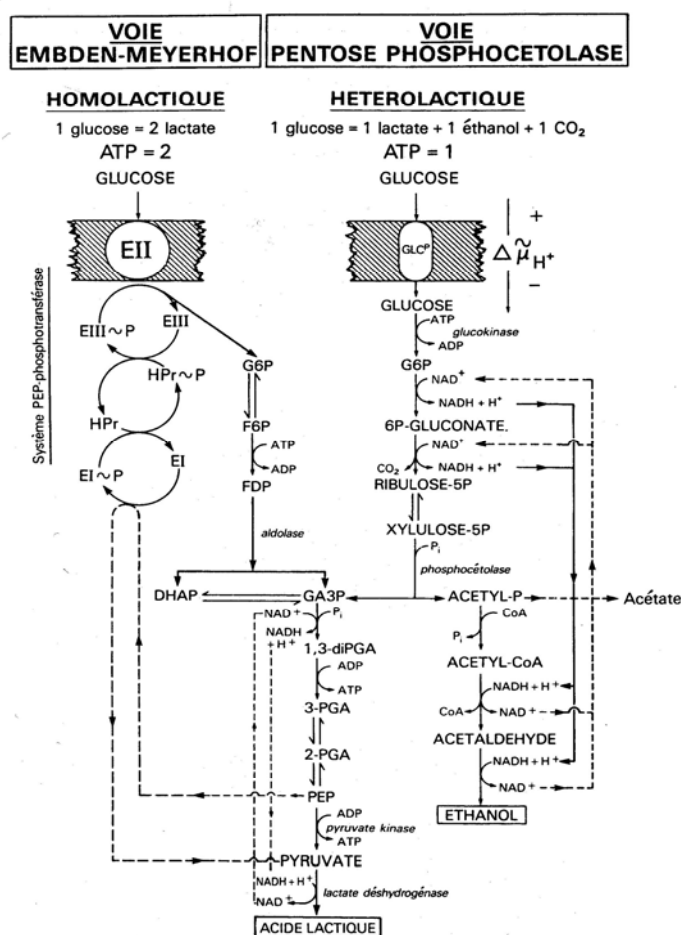 VOIE
EMBDEN-MEYERHOF
VOIE
PENTOSE PHOSPHOCETOLASE
HOMOLACTIQUE
1 glucose = 2 lactate
ATP = 2
GLUCOSE
HETEROLACTIQUE
1 glucose = 1 lactate + 1 éthanol + 1 CO₂
ATP = 1
GLUCOSE
EII
GLCᴾ
+
Δ μ̃ H⁺
−
Système PEP-phosphotransférase
EIII~P
EIII
HPr~P
HPr
EI~P
EI
G6P
F6P
ATP
ADP
FDP
aldolase
DHAP
GA3P
GLUCOSE
ATP
glucokinase
ADP
G6P
NAD⁺
NADH + H⁺
6P-GLUCONATE.
NAD⁺
CO₂
NADH + H⁺
RIBULOSE-5P
XYLULOSE-5P
Pᵢ
phosphocétolase
ACETYL-P
Acétate
CoA
Pᵢ
ACETYL-CoA
NADH + H⁺
CoA
NAD⁺
ACETALDEHYDE
NADH + H⁺
NAD⁺
ETHANOL
NAD⁺
Pᵢ
NADH
+ H⁺
1,3-diPGA
ADP
ATP
3-PGA
2-PGA
PEP
ADP
pyruvate kinase
ATP
PYRUVATE
NADH + H⁺
lactate déshydrogénase
NAD⁺
ACIDE LACTIQUE